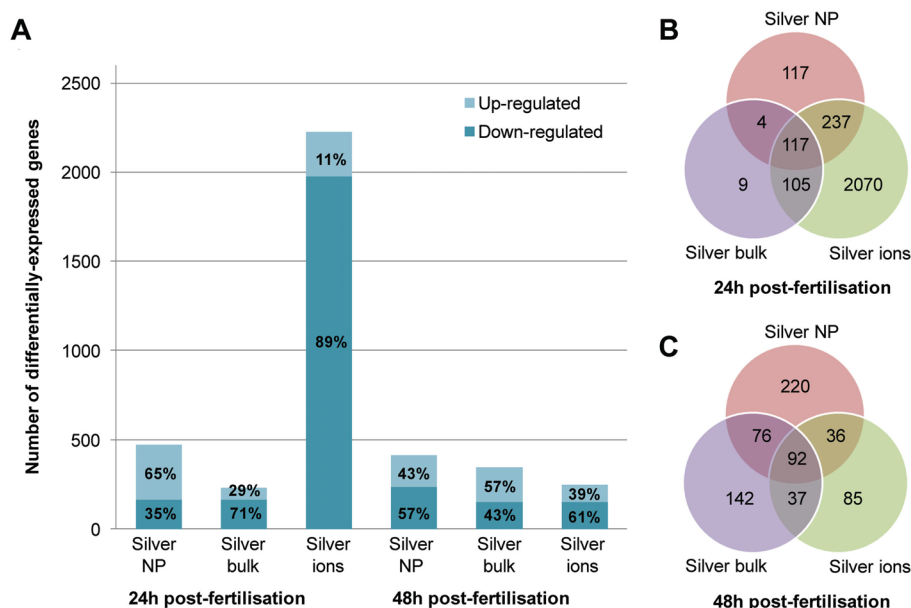 A
Number of differentially-expressed genes
2500
2000
1500
1000
500
0
Up-regulated
Down-regulated
65%
35%
29%
71%
11%
89%
43%
57%
57%
43%
39%
61%
Silver
NP
Silver
bulk
Silver
ions
Silver
NP
Silver
bulk
Silver
ions
24h post-fertilisation
48h post-fertilisation
B
Silver NP
117
4
237
117
9
105
2070
Silver bulk
Silver ions
24h post-fertilisation
C
Silver NP
220
76
36
92
142
37
85
Silver bulk
Silver ions
48h post-fertilisation